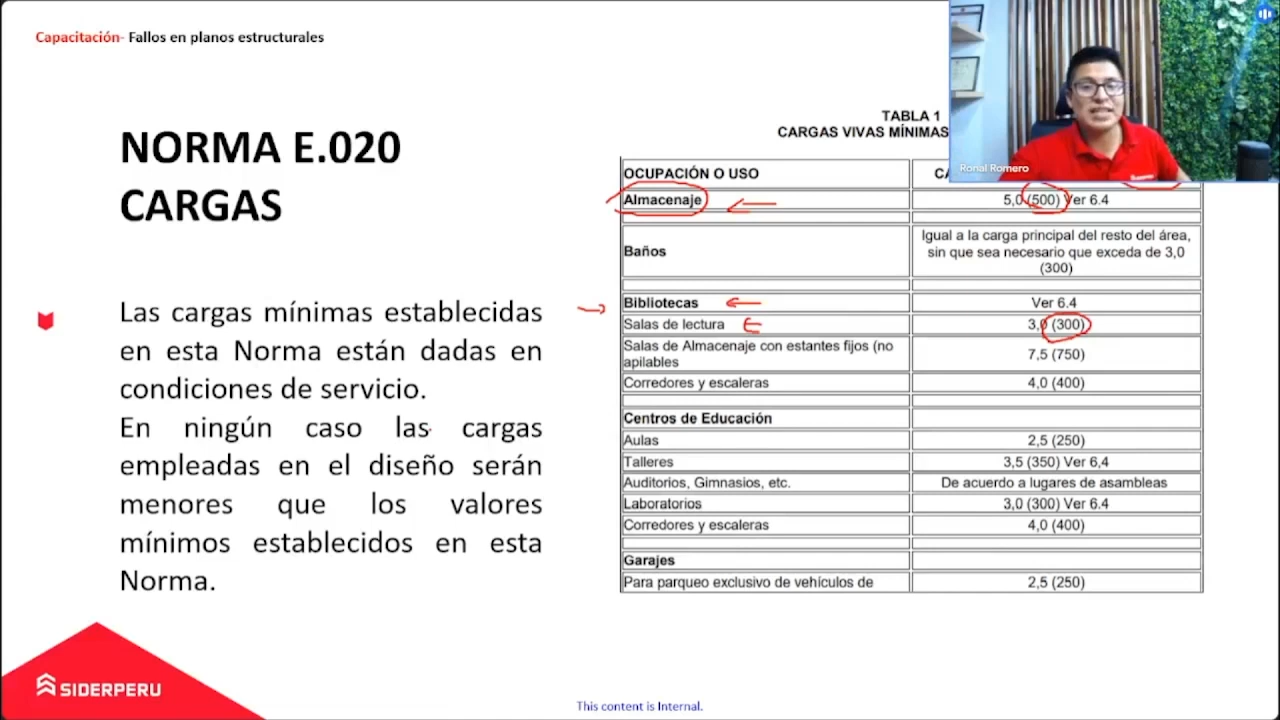 Capacitación- Fallos en planos estructurales
NORMA E.020
CARGAS
Las cargas mínimas establecidas
en esta Norma están dadas en
condiciones de servicio.
En ningún caso las cargas
empleadas en el diseño serán
menores que los valores
mínimos establecidos en esta
Norma.
TABLA 1
CARGAS VIVAS MÍNIMAS
OCUPACIÓN O USO CA
Almacenaje 5,0 (500) Ver 6.4
Baños Igual a la carga principal del resto del área,
sin que sea necesario que exceda de 3,0
(300)
Bibliotecas Ver 6.4
Salas de lectura 3,0 (300)
Salas de Almacenaje con estantes fijos (no
apilables 7,5 (750)
Corredores y escaleras 4,0 (400)
Centros de Educación
Aulas 2,5 (250)
Talleres 3,5 (350) Ver 6,4
Auditorios, Gimnasios, etc. De acuerdo a lugares de asambleas
Laboratorios 3,0 (300) Ver 6.4
Corredores y escaleras 4,0 (400)
Garajes
Para parqueo exclusivo de vehículos de 2,5 (250)
Ronal Romero
SIDERPERU
This content is Internal.